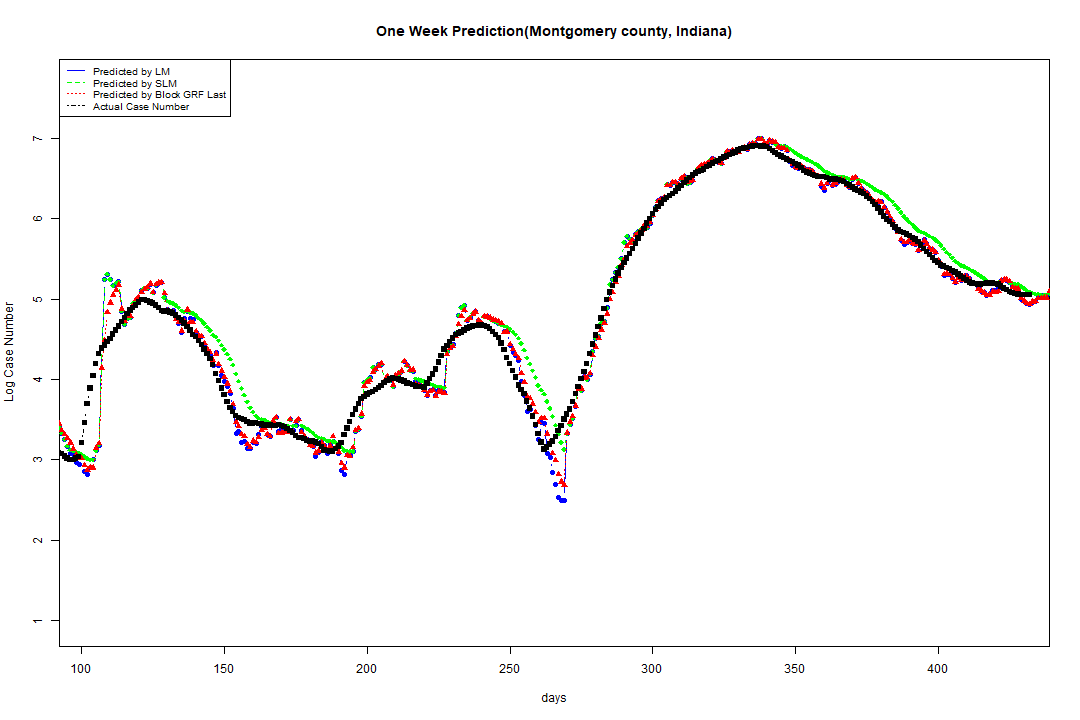 One Week Prediction(Montgomery county, Indiana)
Predicted by LM
Predicted by SLM
Predicted by Block GRF Last
Actual Case Number
Log Case Number
7
6
5
4
3
2
1
100 150 200 250 300 350 400
days